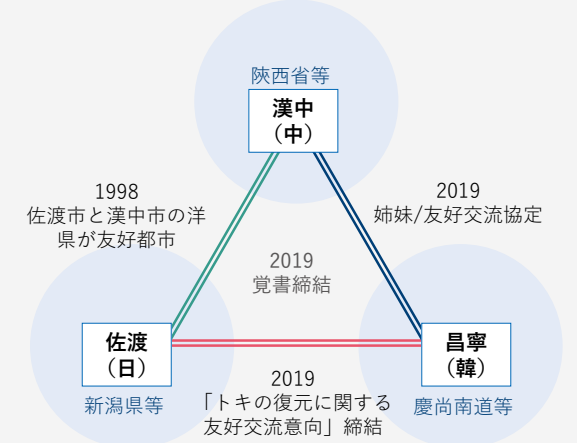 陝西省等
漢中
（中）
1998
佐渡市と漢中市の洋
県が友好都市
2019
姉妹/友好交流協定
2019
覚書締結
佐渡
（日）
新潟県等
昌寧
（韓）
慶尚南道等
2019
「トキの復元に関する
友好交流意向」締結